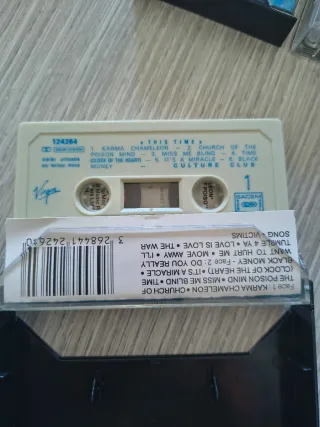 124264
«THIS TIME»
1. KARMA CHAMELEON - 2. CHURCH OF THE
POISON MIND - 3. MISS ME BLIND - 4. TIME
(CLOCK OF THE HEART) - 5. IT'S A MIRACLE - 6. BLACK
MONEY
CULTURE CLUB
1
Virgin
SACEM
Face 1 - KARMA CHAMELEON • CHURCH OF
THE POISON MIND • MISS ME BLIND • TIME
(CLOCK OF THE HEART) • IT'S A MIRACLE •
BLACK MONEY - Face 2: - DO YOU REALLY
WANT TO HURT ME • MOVE AWAY • I'LL
TUMBLE 4 YA • LOVE IS LOVE • THE WAR
SONG - VICTIMS
3 268441 242640